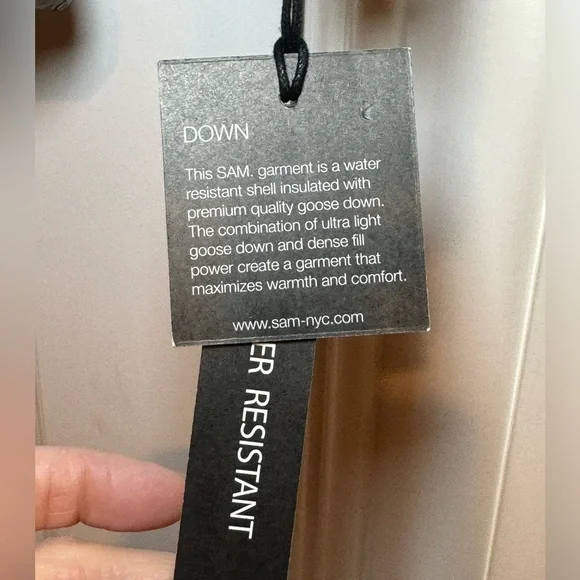 DOWN
This SAM. garment is a water
resistant shell insulated with
premium quality goose down.
The combination of ultra light
goose down and dense fill
power create a garment that
maximizes warmth and comfort.
www.sam-nyc.com
ER RESISTANT